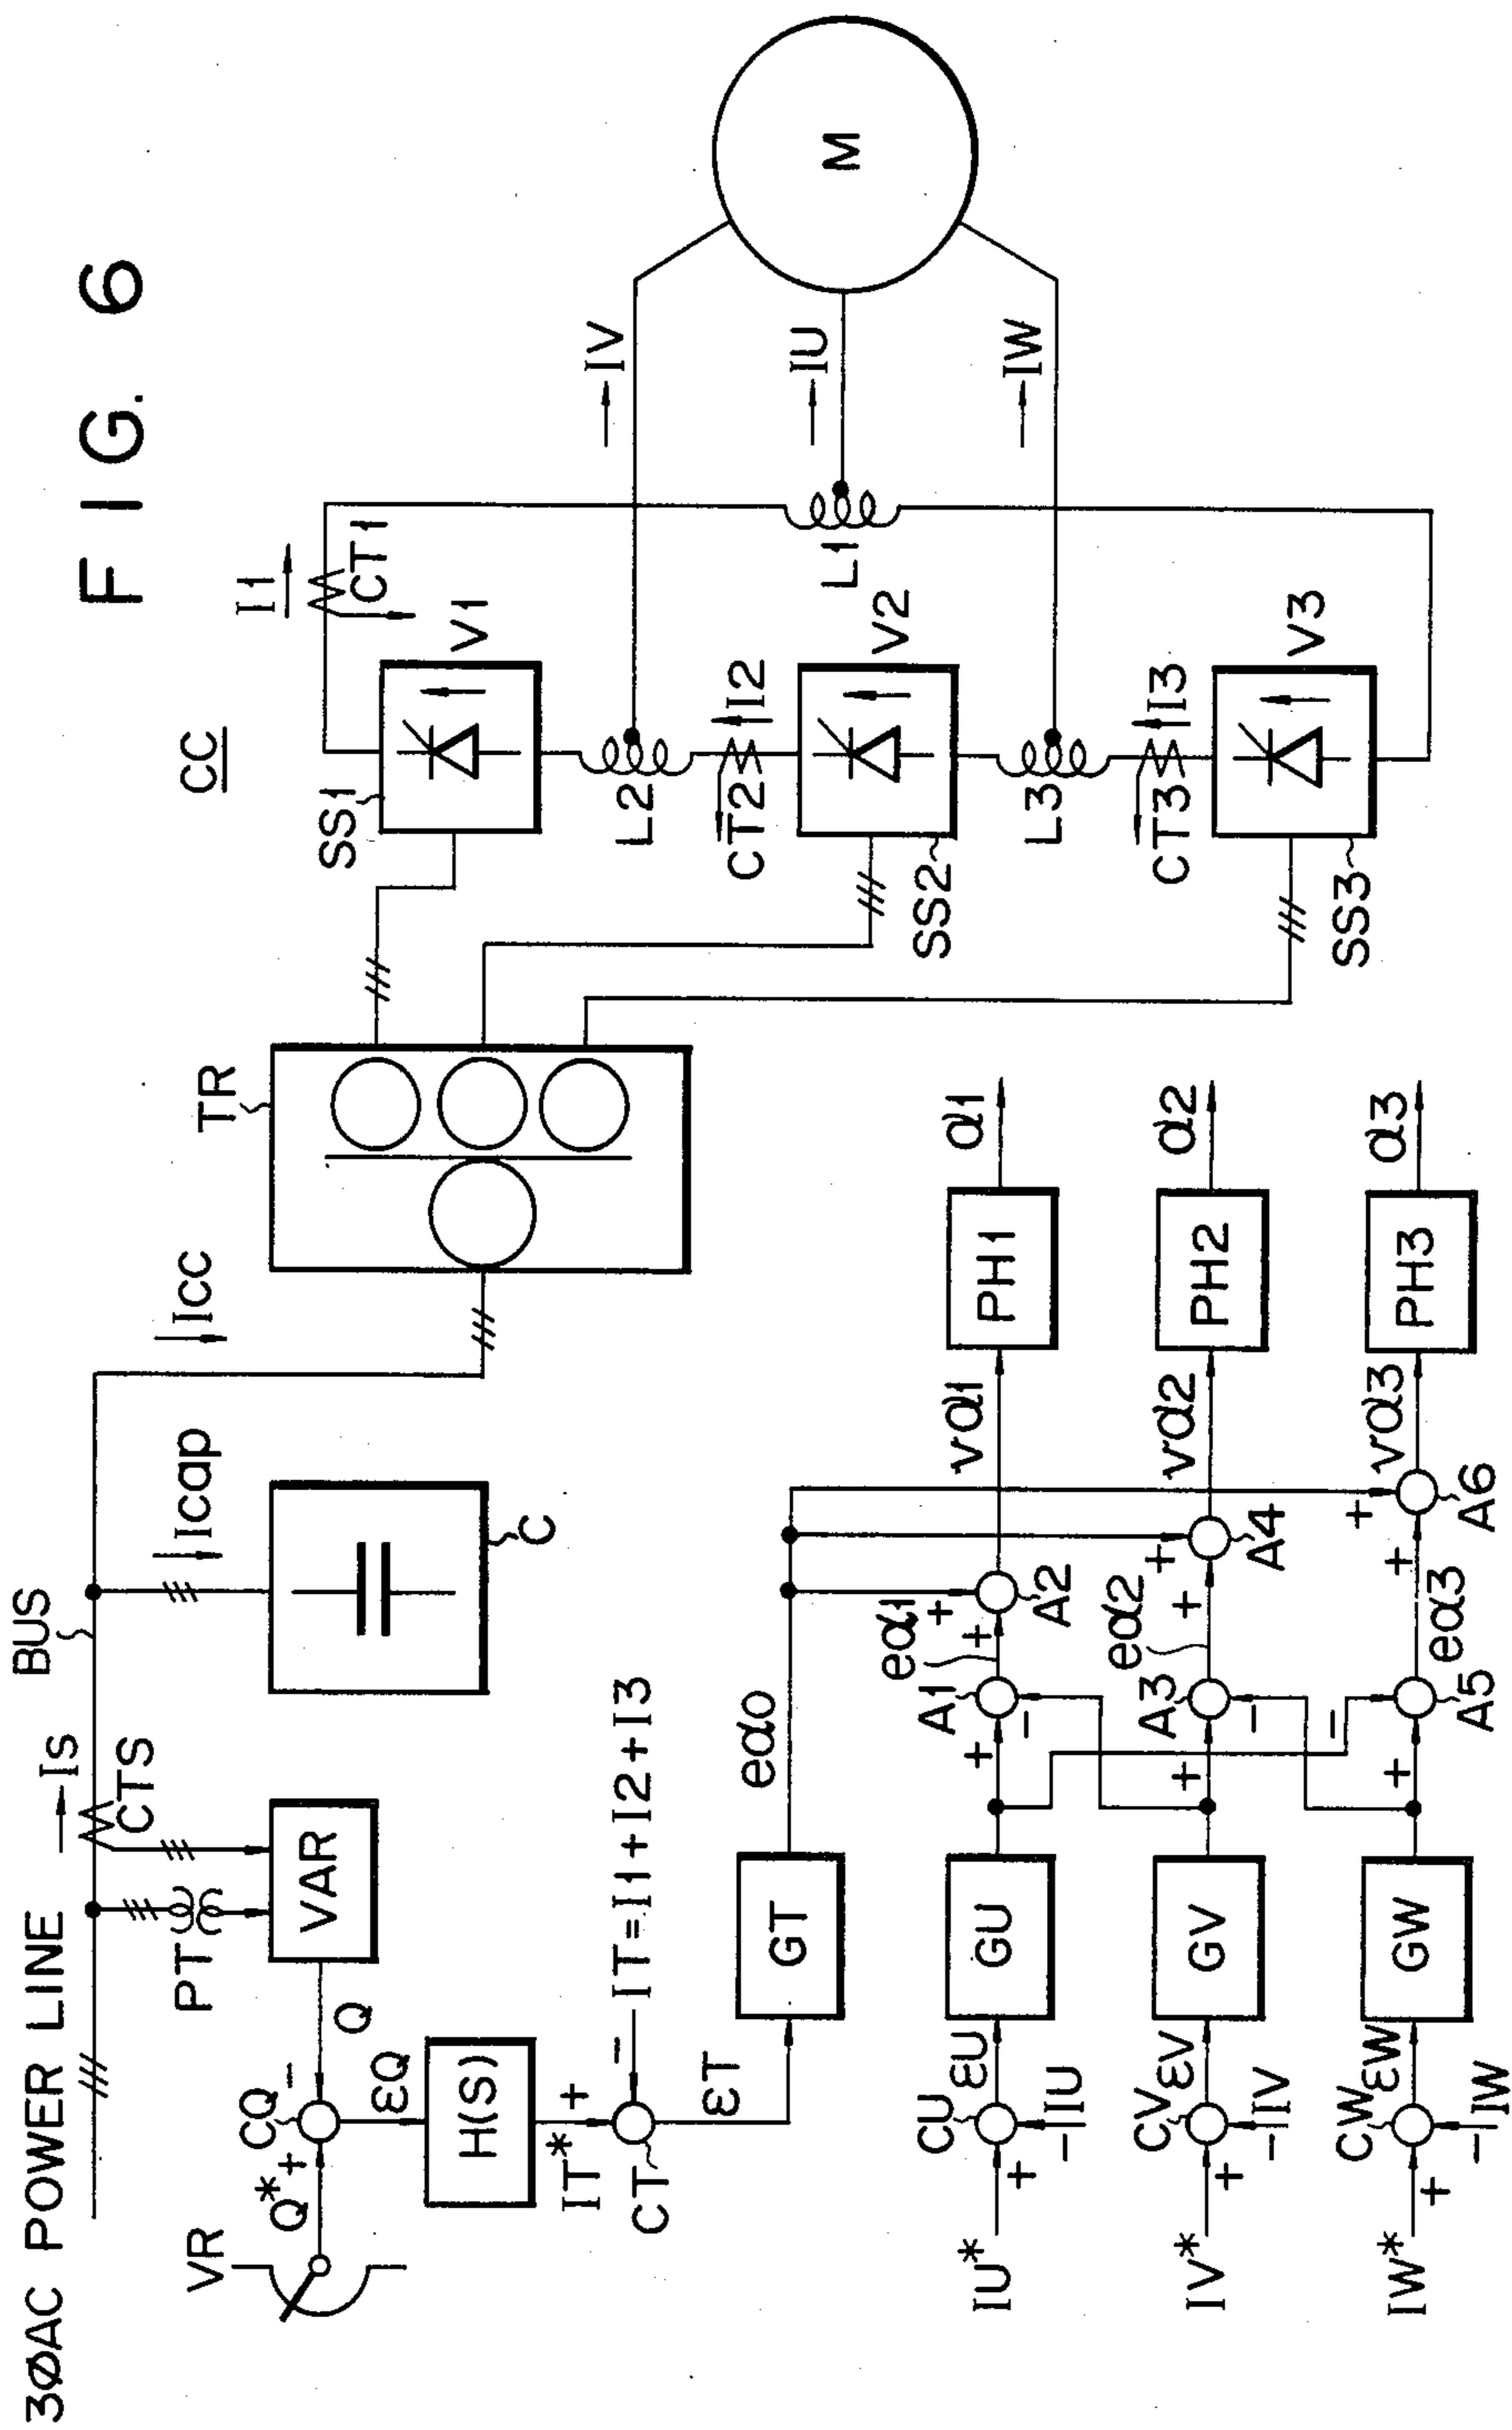 FIG. 6
3ØAC POWER LINE
IS
BUS
CTS
PT
VAR
Q
VR
Q*
+
-
CQ
εQ
H(S)
IT*
+
-
IT=I1+I2+I3
CT
εT
GT
eα0
Icap
C
Icc
TR
CC
SS1
V1
I1
CT1
L2
CT2
I2
V2
SS2
L1
L3
CT3
I3
V3
SS3
IV
IU
IW
M
IU*
+
-
IU
CU
εU
GU
+
-
A1
eα1
+
+
A2
vα1
PH1
α1
IV*
+
-
IV
CV
εV
GV
+
-
A3
eα2
+
+
A4
vα2
PH2
α2
IW*
+
-
IW
CW
εW
GW
+
-
A5
eα3
+
+
A6
vα3
PH3
α3